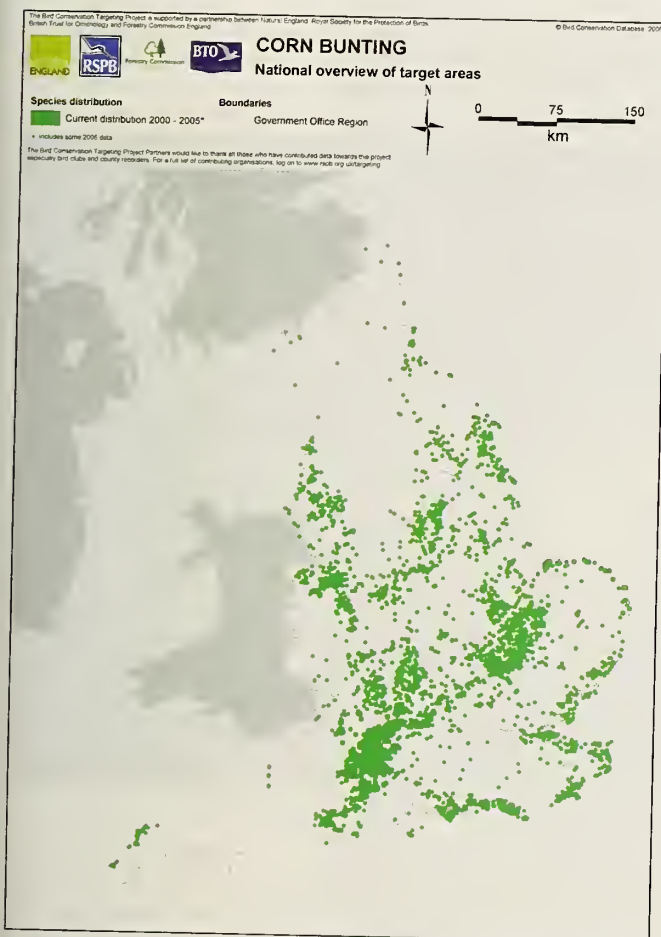 The Bird Conservation Targeting Project is supported by a partnership between Natural England, Royal Society for the Protection of Birds
British Trust for Ornithology and Forestry Commission England
© Bird Conservation Database 2006
ENGLAND
RSPB
Forestry Commission
BTO
CORN BUNTING
National overview of target areas
Species distribution
Boundaries
Current distribution 2000 - 2005*
Government Office Region
* includes some 2006 data
N
0 75 150
km
The Bird Conservation Targeting Project Partners would like to thank all those who have contributed data towards this project
especially bird clubs and county recorders. For a full list of contributing organisations, log on to www.rspb.org.uk/targeting